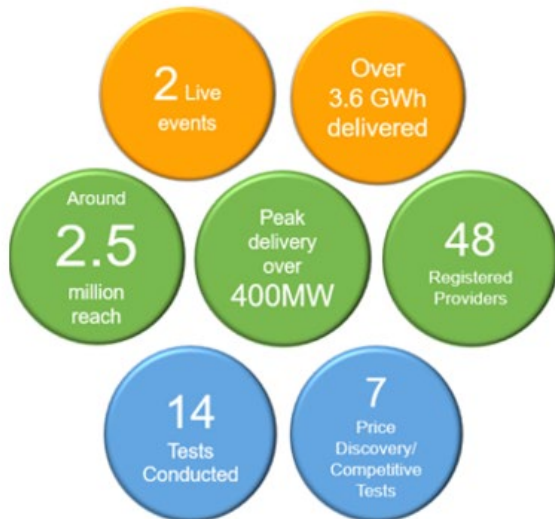 2 Live
events
Over
3.6 GWh
delivered
Around
2.5
million
reach
Peak
delivery
over
400MW
48
Registered
Providers
14
Tests
Conducted
7
Price
Discovery/
Competitive
Tests